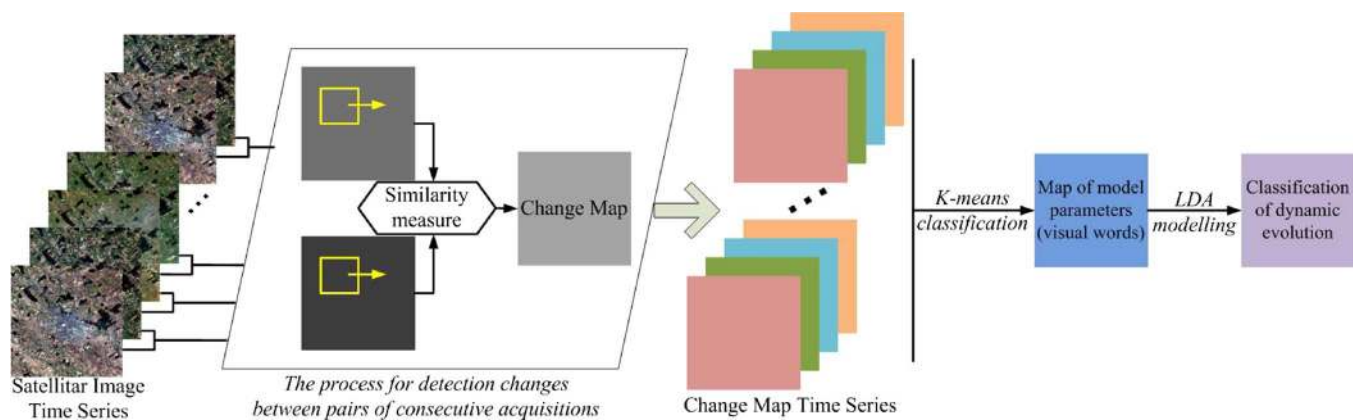 Satellitar Image
Time Series
Similarity
measure
Change Map
The process for detection changes
between pairs of consecutive acquisitions
Change Map Time Series
K-means
classification
Map of model
parameters
(visual words)
LDA
modelling
Classification
of dynamic
evolution